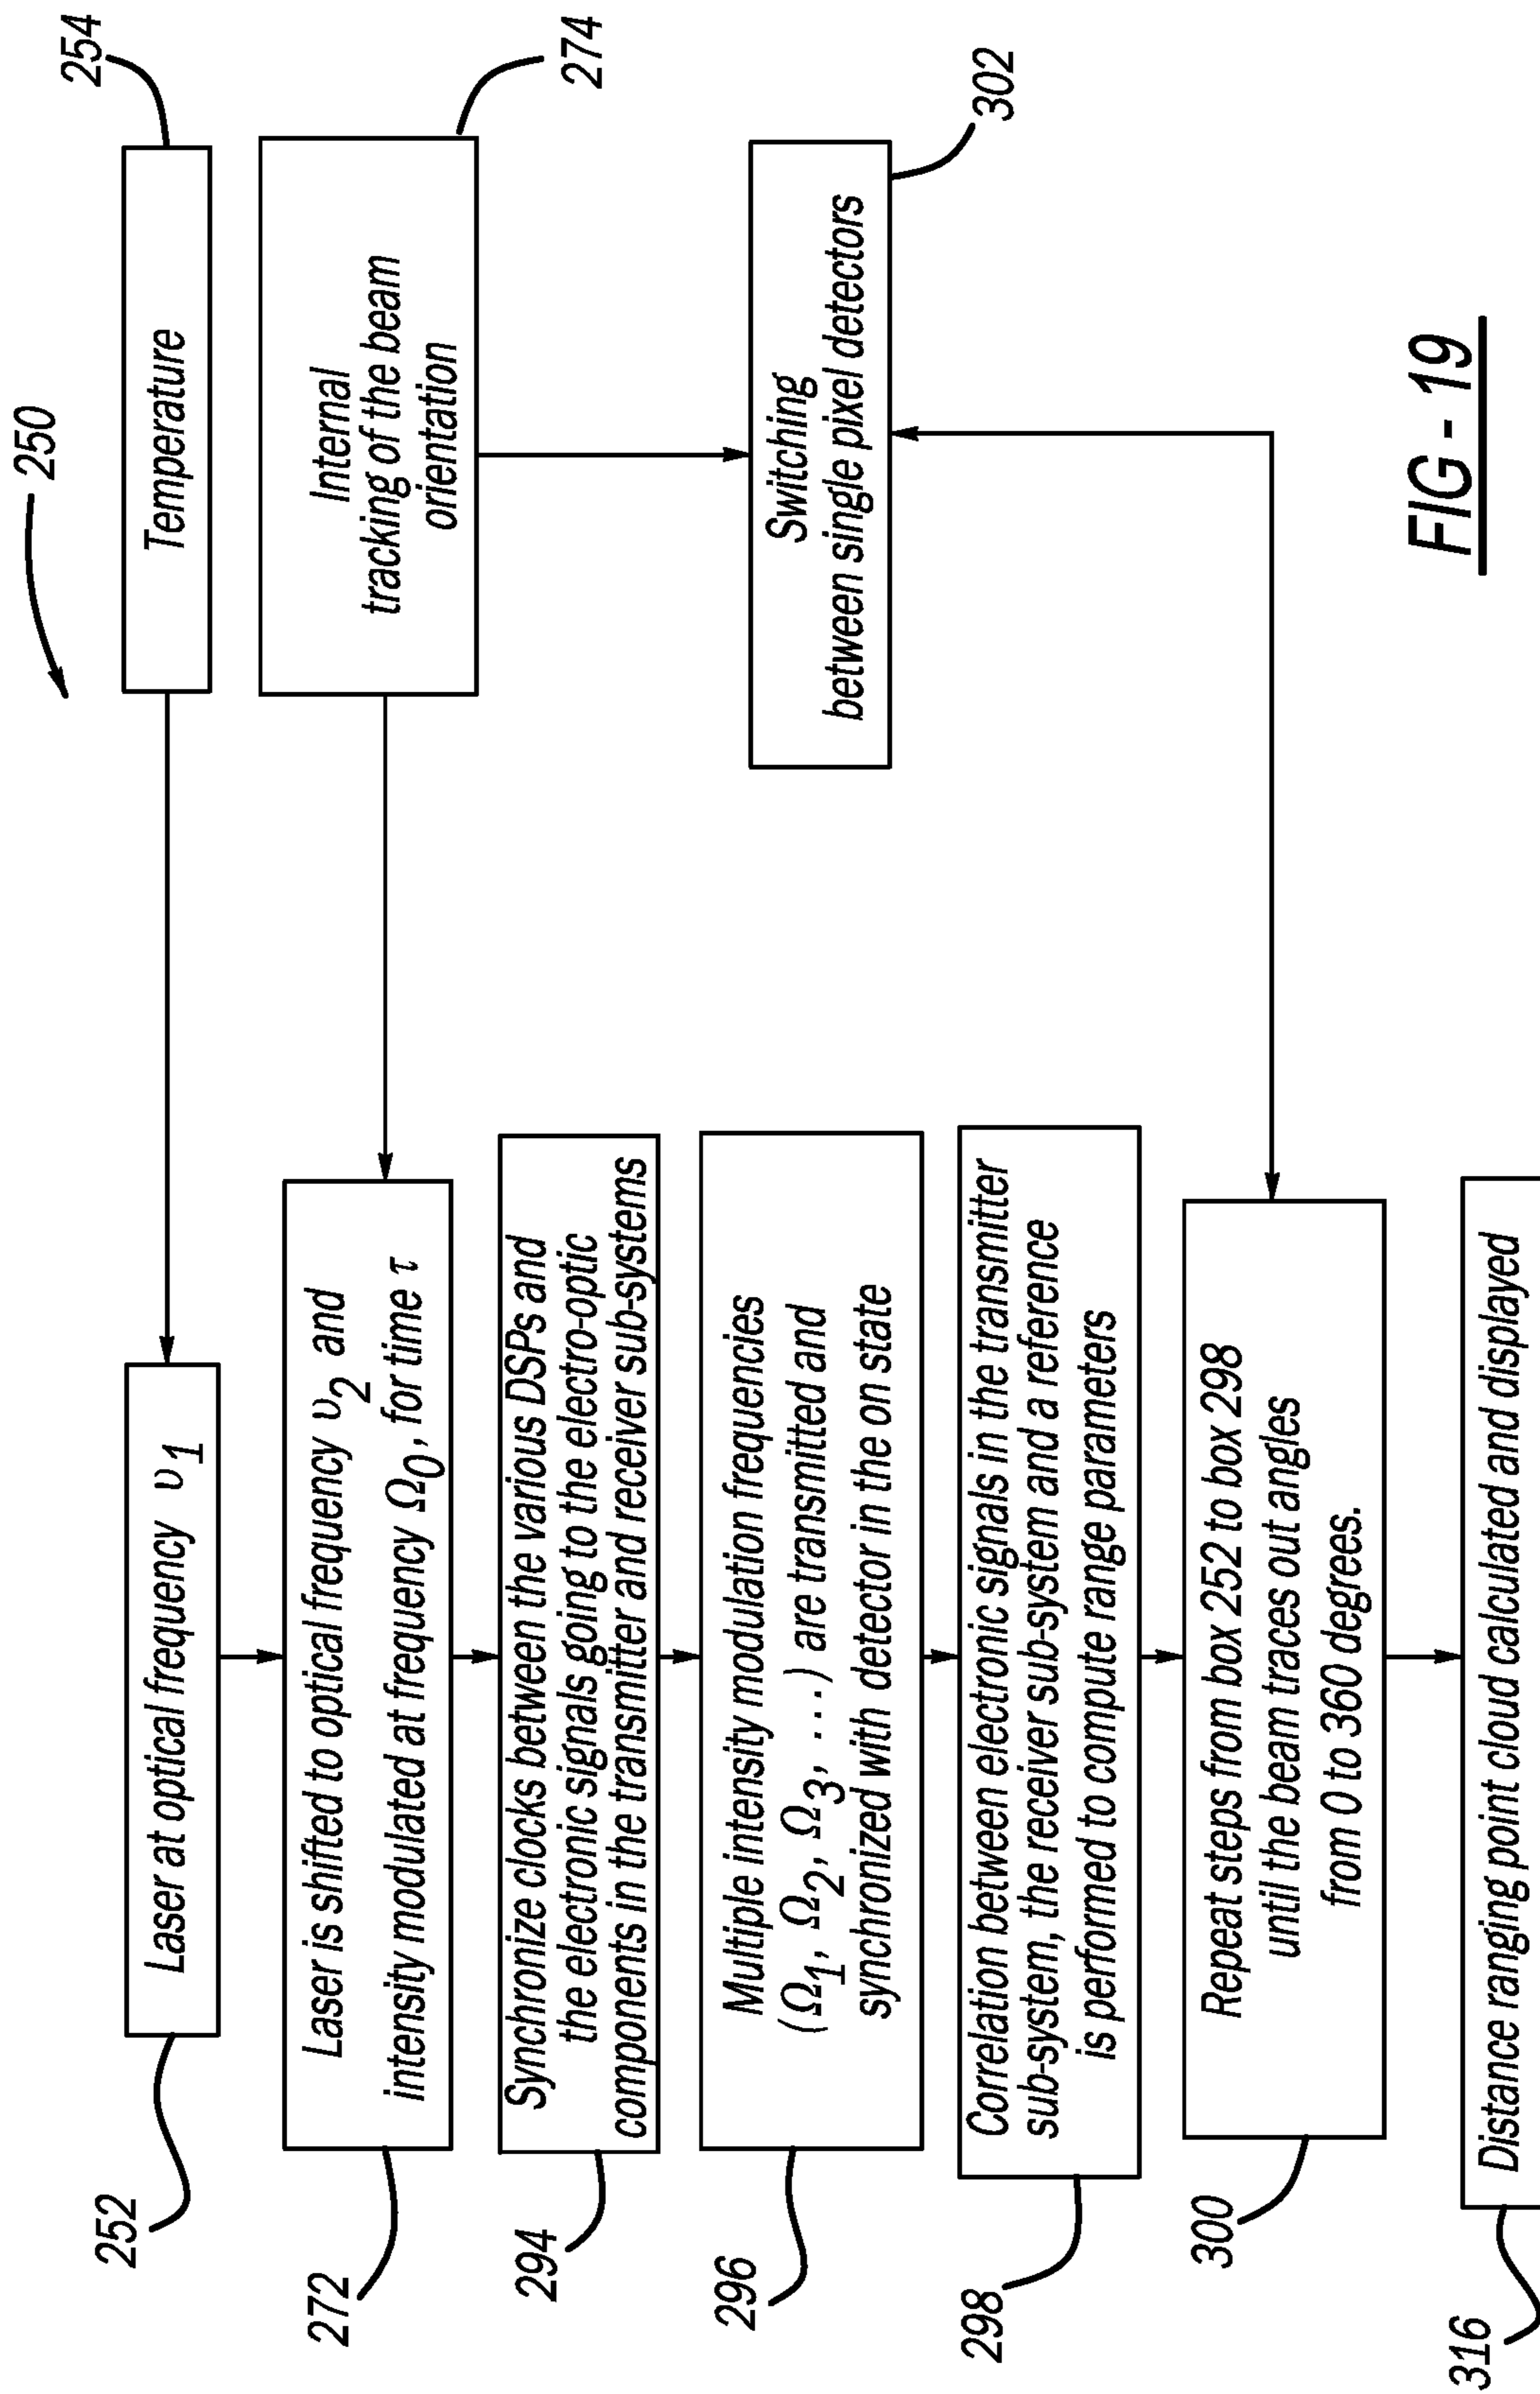 250
254
Temperature
252
Laser at optical frequency υ1
274
Internal
tracking of the beam
orientation
272
Laser is shifted to optical frequency υ2 and
intensity modulated at frequency Ω0, for time τ
294
Synchronize clocks between the various DSPs and
the electronic signals going to the electro-optic
components in the transmitter and receiver sub-systems
296
Multiple intensity modulation frequencies
(Ω1, Ω2, Ω3, ...) are transmitted and
synchronized with detector in the on state
302
Switching
between single pixel detectors
298
Correlation between electronic signals in the transmitter
sub-system, the receiver sub-system and a reference
is performed to compute range parameters
300
Repeat steps from box 252 to box 298
until the beam traces out angles
from 0 to 360 degrees.
316
Distance ranging point cloud calculated and displayed
FIG - 19